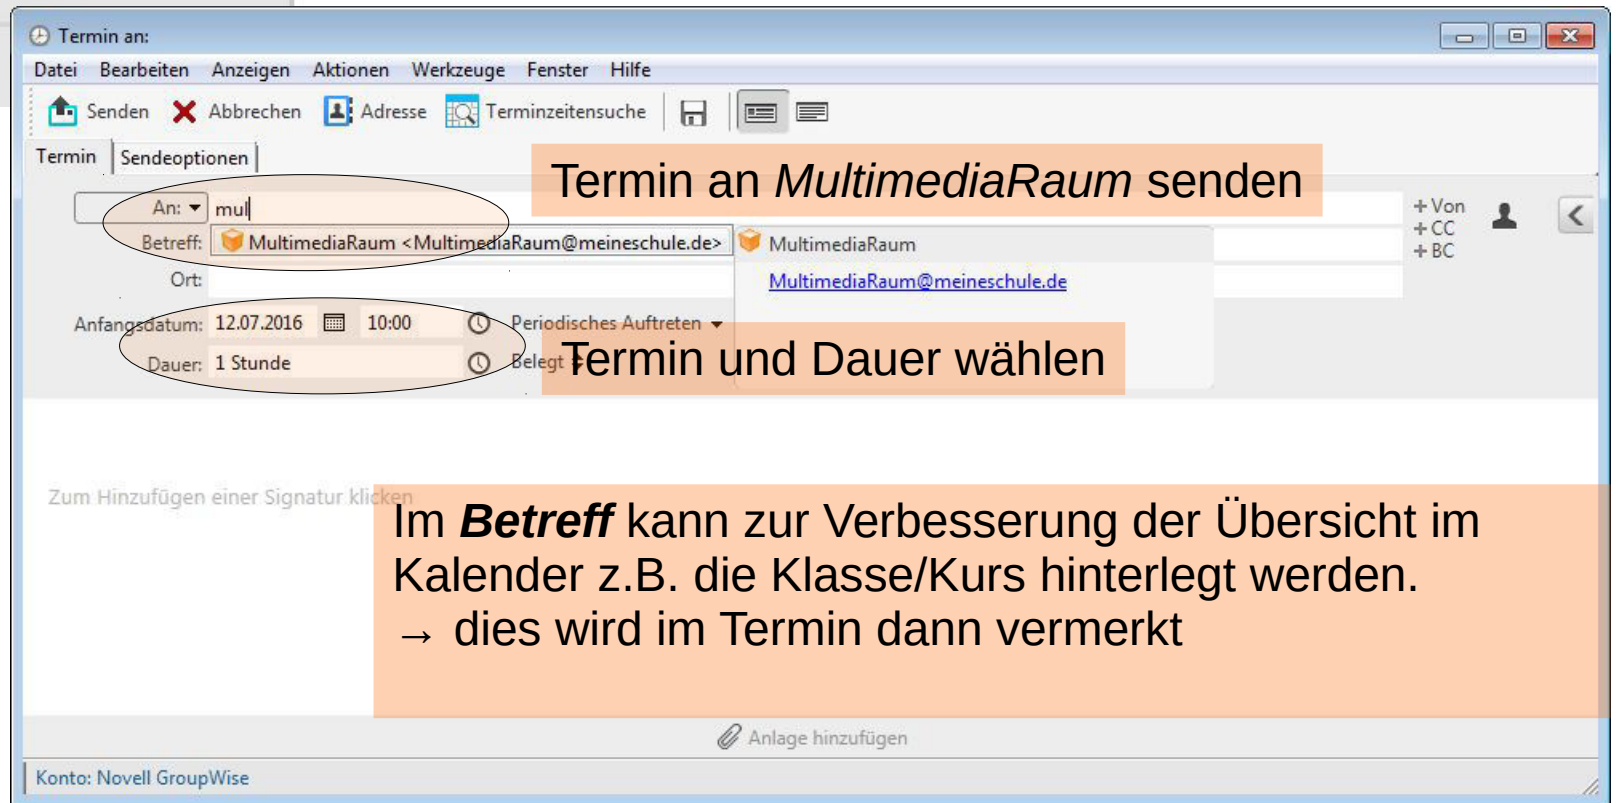 Termin an:
Datei Bearbeiten Anzeigen Aktionen Werkzeuge Fenster Hilfe
Senden Abbrechen Adresse Terminzeitensuche
Termin Sendeoptionen
Termin an MultimediaRaum senden
An: mul
+ Von
+ CC
+ BC
Betreff: MultimediaRaum <MultimediaRaum@meineschule.de>
MultimediaRaum
Ort:
MultimediaRaum@meineschule.de
Anfangsdatum: 12.07.2016 10:00 Periodisches Auftreten
Dauer: 1 Stunde Belegt
Termin und Dauer wählen
Zum Hinzufügen einer Signatur klicken
Im Betreff kann zur Verbesserung der Übersicht im
Kalender z.B. die Klasse/Kurs hinterlegt werden.
→ dies wird im Termin dann vermerkt
Anlage hinzufügen
Konto: Novell GroupWise